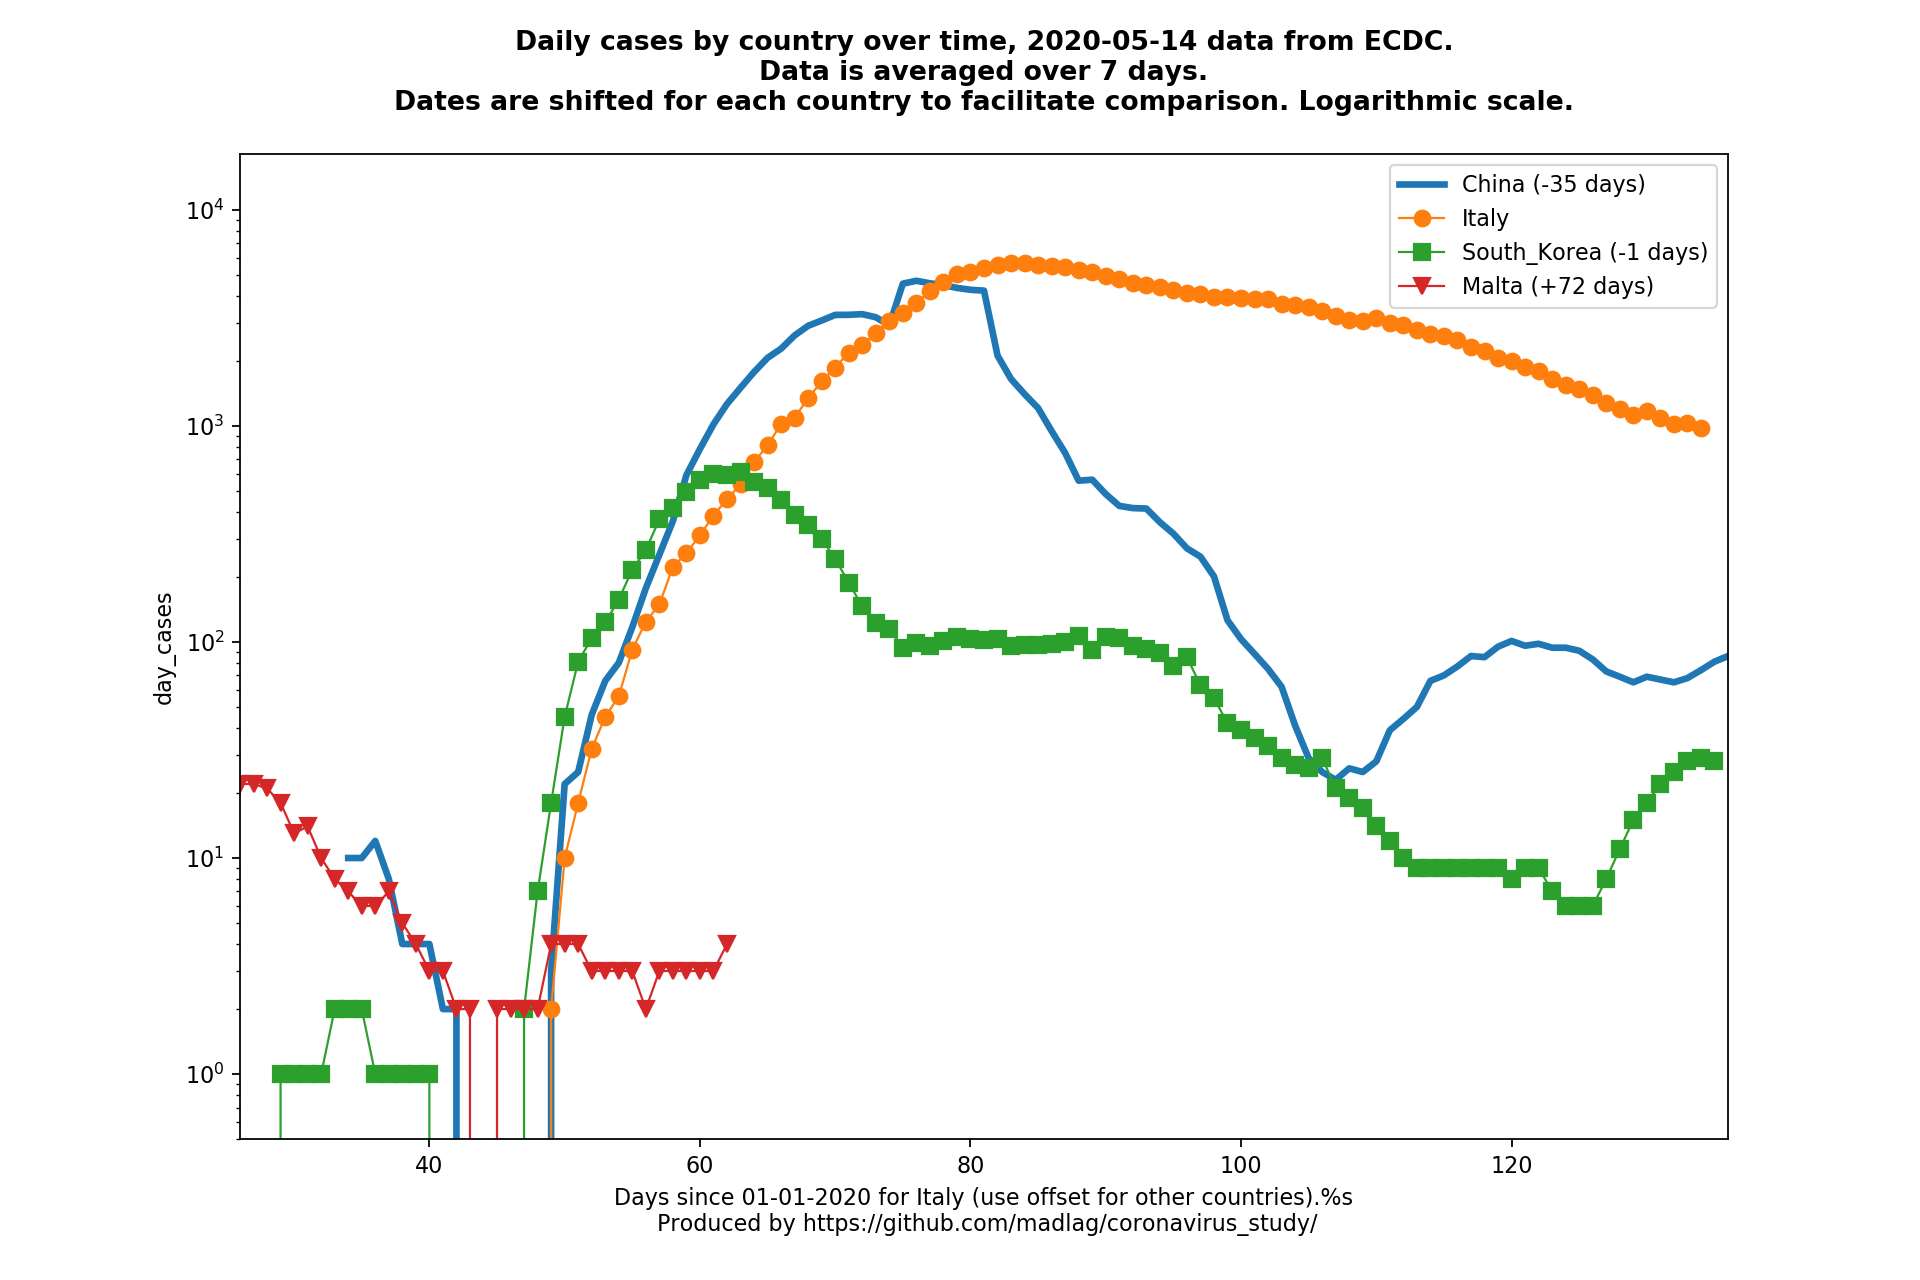 Daily cases by country over time, 2020-05-14 data from ECDC.
Data is averaged over 7 days.
Dates are shifted for each country to facilitate comparison. Logarithmic scale.
China (-35 days)
Italy
South_Korea (-1 days)
Malta (+72 days)
day_cases
10^4
10^3
10^2
10^1
10^0
40 60 80 100 120
Days since 01-01-2020 for Italy (use offset for other countries).%s
Produced by https://github.com/madlag/coronavirus_study/